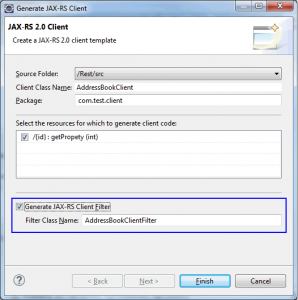 Generate JAX-RS Client
JAX-RS 2.0 Client
Create a JAX-RS 2.0 client template
Source Folder: /Rest/src
Client Class Name: AddressBookClient
Package: com.test.client
Select the resources for which to generate client code:
/{id} : getPropety (int)
Generate JAX-RS Client Filter
Filter Class Name: AddressBookClientFilter
? < Back Next > Finish Cancel